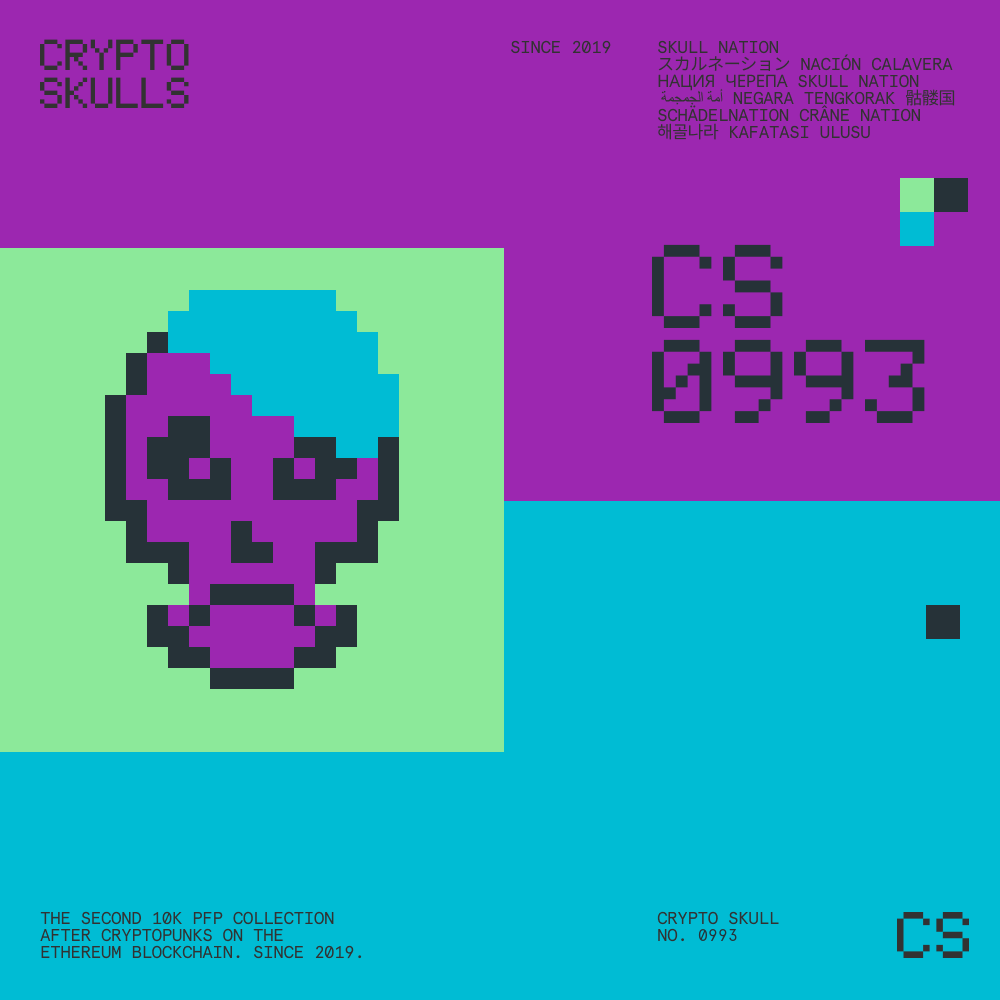 CRYPTO
SKULLS
SINCE 2019
SKULL NATION
スカルネーション NACIÓN CALAVERA
НАЦИЯ ЧЕРЕПА SKULL NATION
أمة الجمجمة NEGARA TENGKORAK 骷髅国
SCHÄDELNATION CRÂNE NATION
해골나라 KAFATASI ULUSU
CS
0993
THE SECOND 10K PFP COLLECTION
AFTER CRYPTOPUNKS ON THE
ETHEREUM BLOCKCHAIN. SINCE 2019.
CRYPTO SKULL
NO. 0993
CS